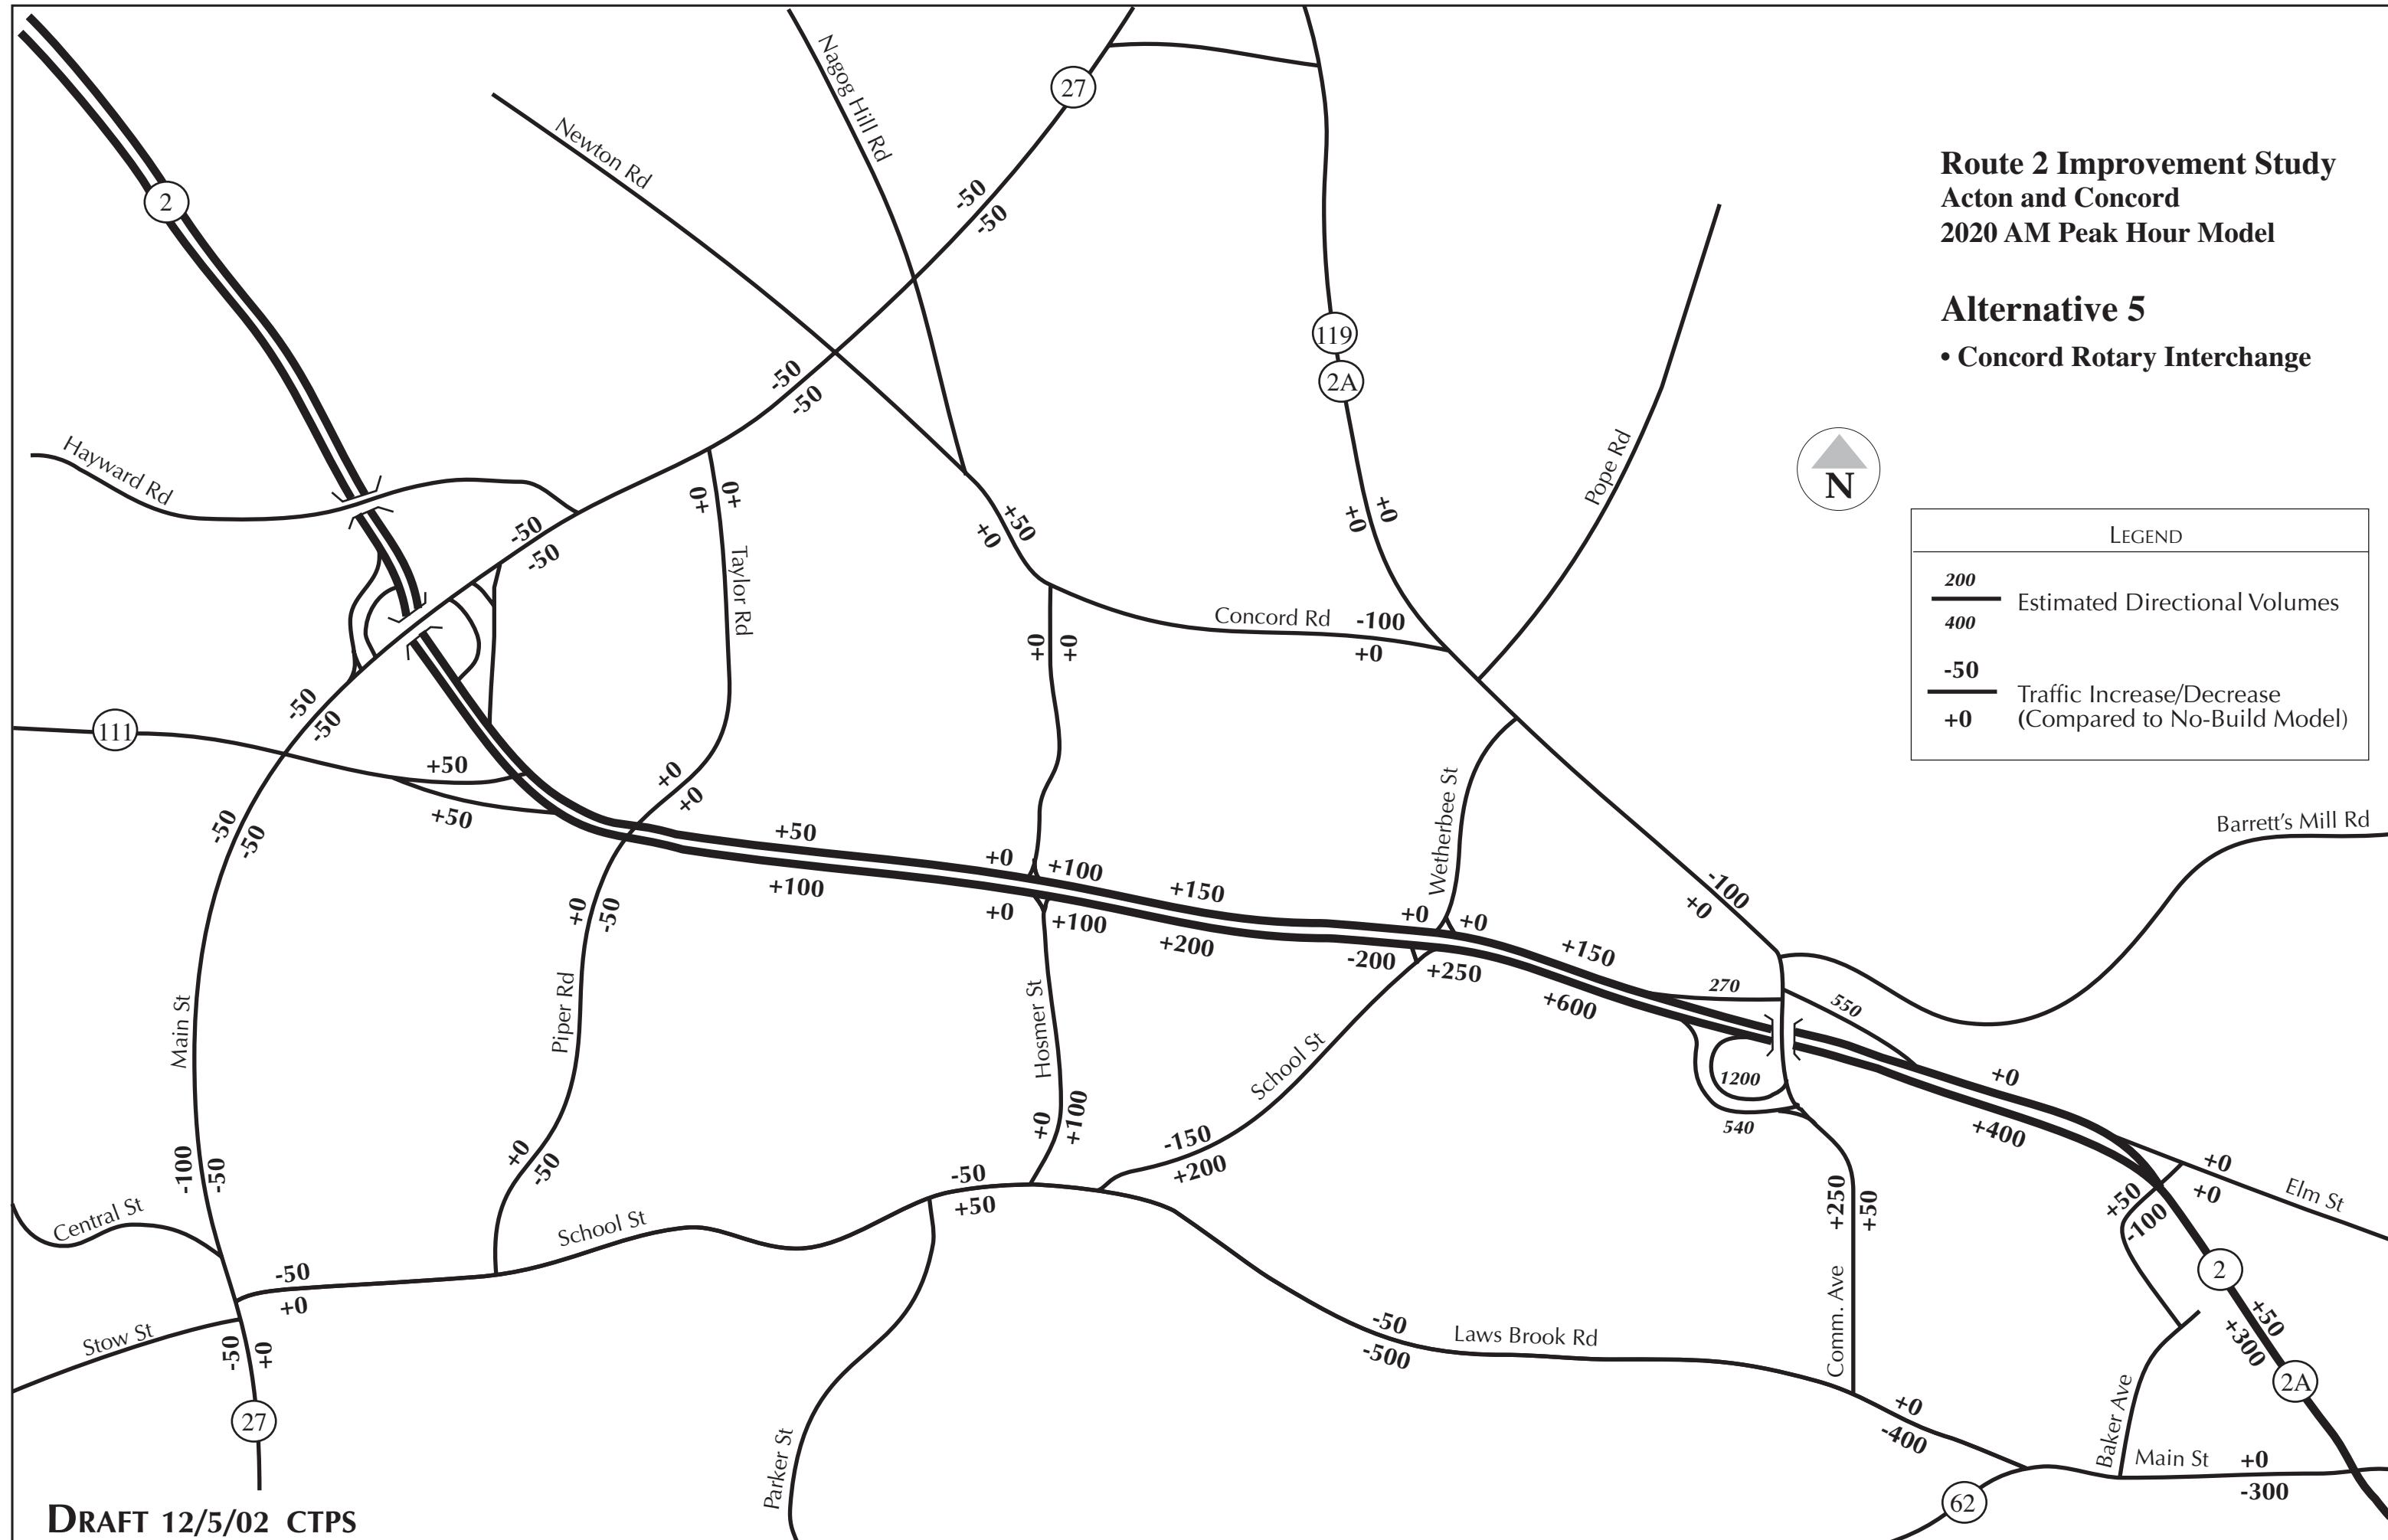 Route 2 Improvement Study
Acton and Concord
2020 AM Peak Hour Model
Alternative 5
• Concord Rotary Interchange
N
LEGEND
200
Estimated Directional Volumes
400
-50
Traffic Increase/Decrease
+0
(Compared to No-Build Model)
2
Newton Rd
Nagog Hill Rd
27
-50
-50
119
2A
Pope Rd
-50
-50
Hayward Rd
-50
-50
+0
+0
Taylor Rd
+50
+0
+0
+0
Concord Rd
-100
+0
+0
+0
-50
-50
111
+50
+50
+0
+0
-50
-50
+50
+100
+0
+100
+0
+100
+150
+200
Wetherbee St
+0
+0
-200
+250
+150
+600
-100
+0
Barrett's Mill Rd
270
550
1200
540
+0
+400
+0
-50
Piper Rd
Main St
Hosmer St
School St
+0
+100
-150
+200
+0
-50
-100
-50
Central St
School St
-50
+50
-50
+0
Stow St
-50
+0
27
Parker St
-50
-500
Laws Brook Rd
+250
+50
Comm. Ave
+0
+0
Elm St
+50
-100
2
+50
+300
2A
Baker Ave
+0
-400
62
Main St
+0
-300
DRAFT 12/5/02 CTPS